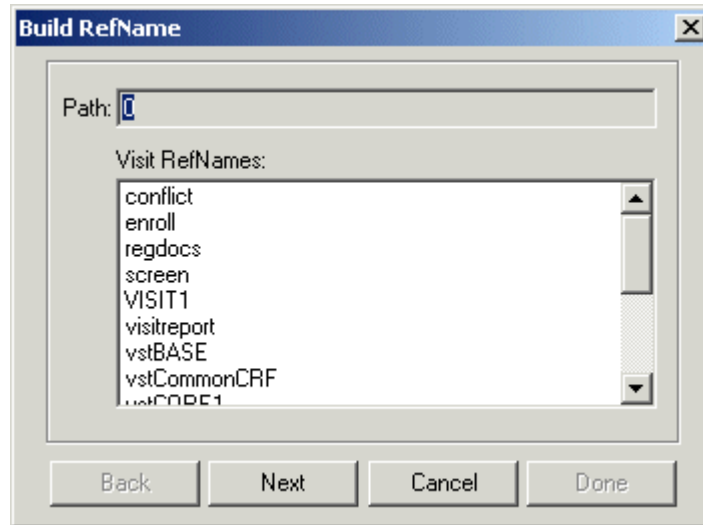 Build RefName
Path: 0
Visit RefNames:
conflict
enroll
regdocs
screen
VISIT1
visitreport
vstBASE
vstCommonCRF
Back Next Cancel Done